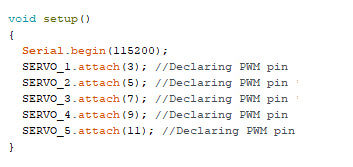 void setup()
{
  Serial.begin(115200);
  SERVO_1.attach(3); //Declaring PWM pin
  SERVO_2.attach(5); //Declaring PWM pin
  SERVO_3.attach(7); //Declaring PWM pin
  SERVO_4.attach(9); //Declaring PWM pin
  SERVO_5.attach(11); //Declaring PWM pin
}